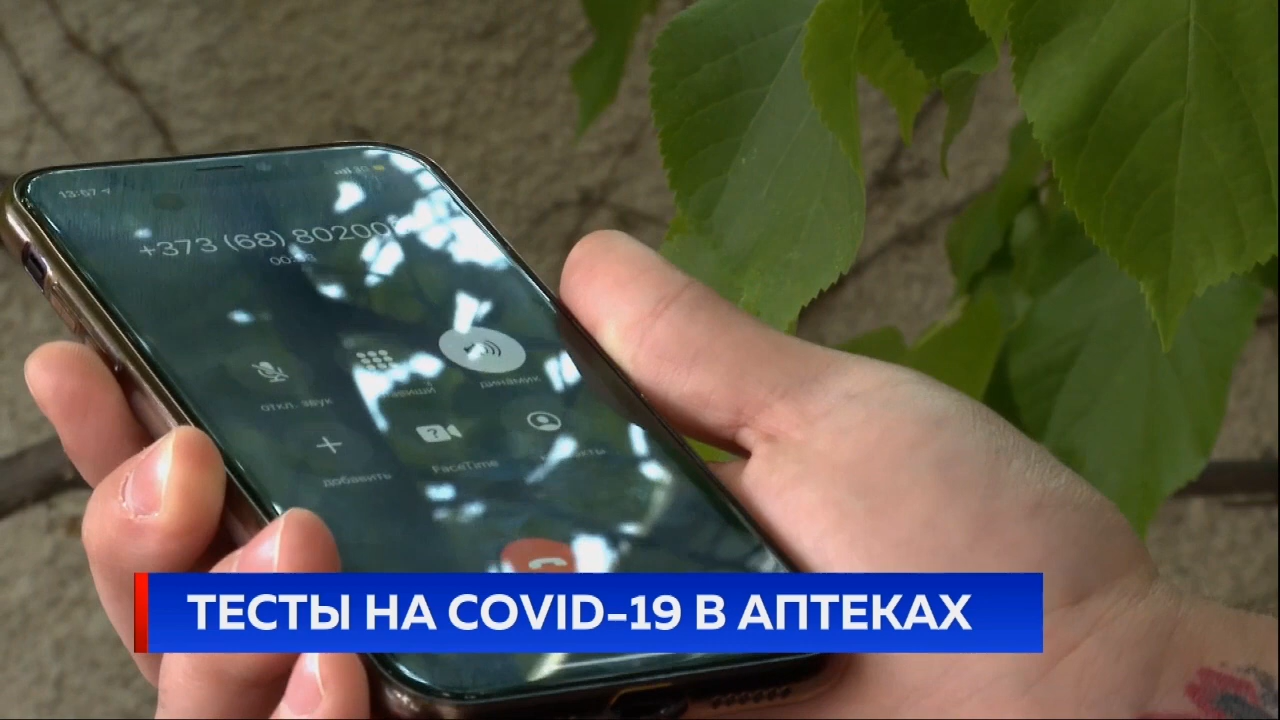 13:57
+373 (68) 80200
откл. звук
динамик
добавить
FaceTime
ТЕСТЫ НА COVID-19 В АПТЕКАХ